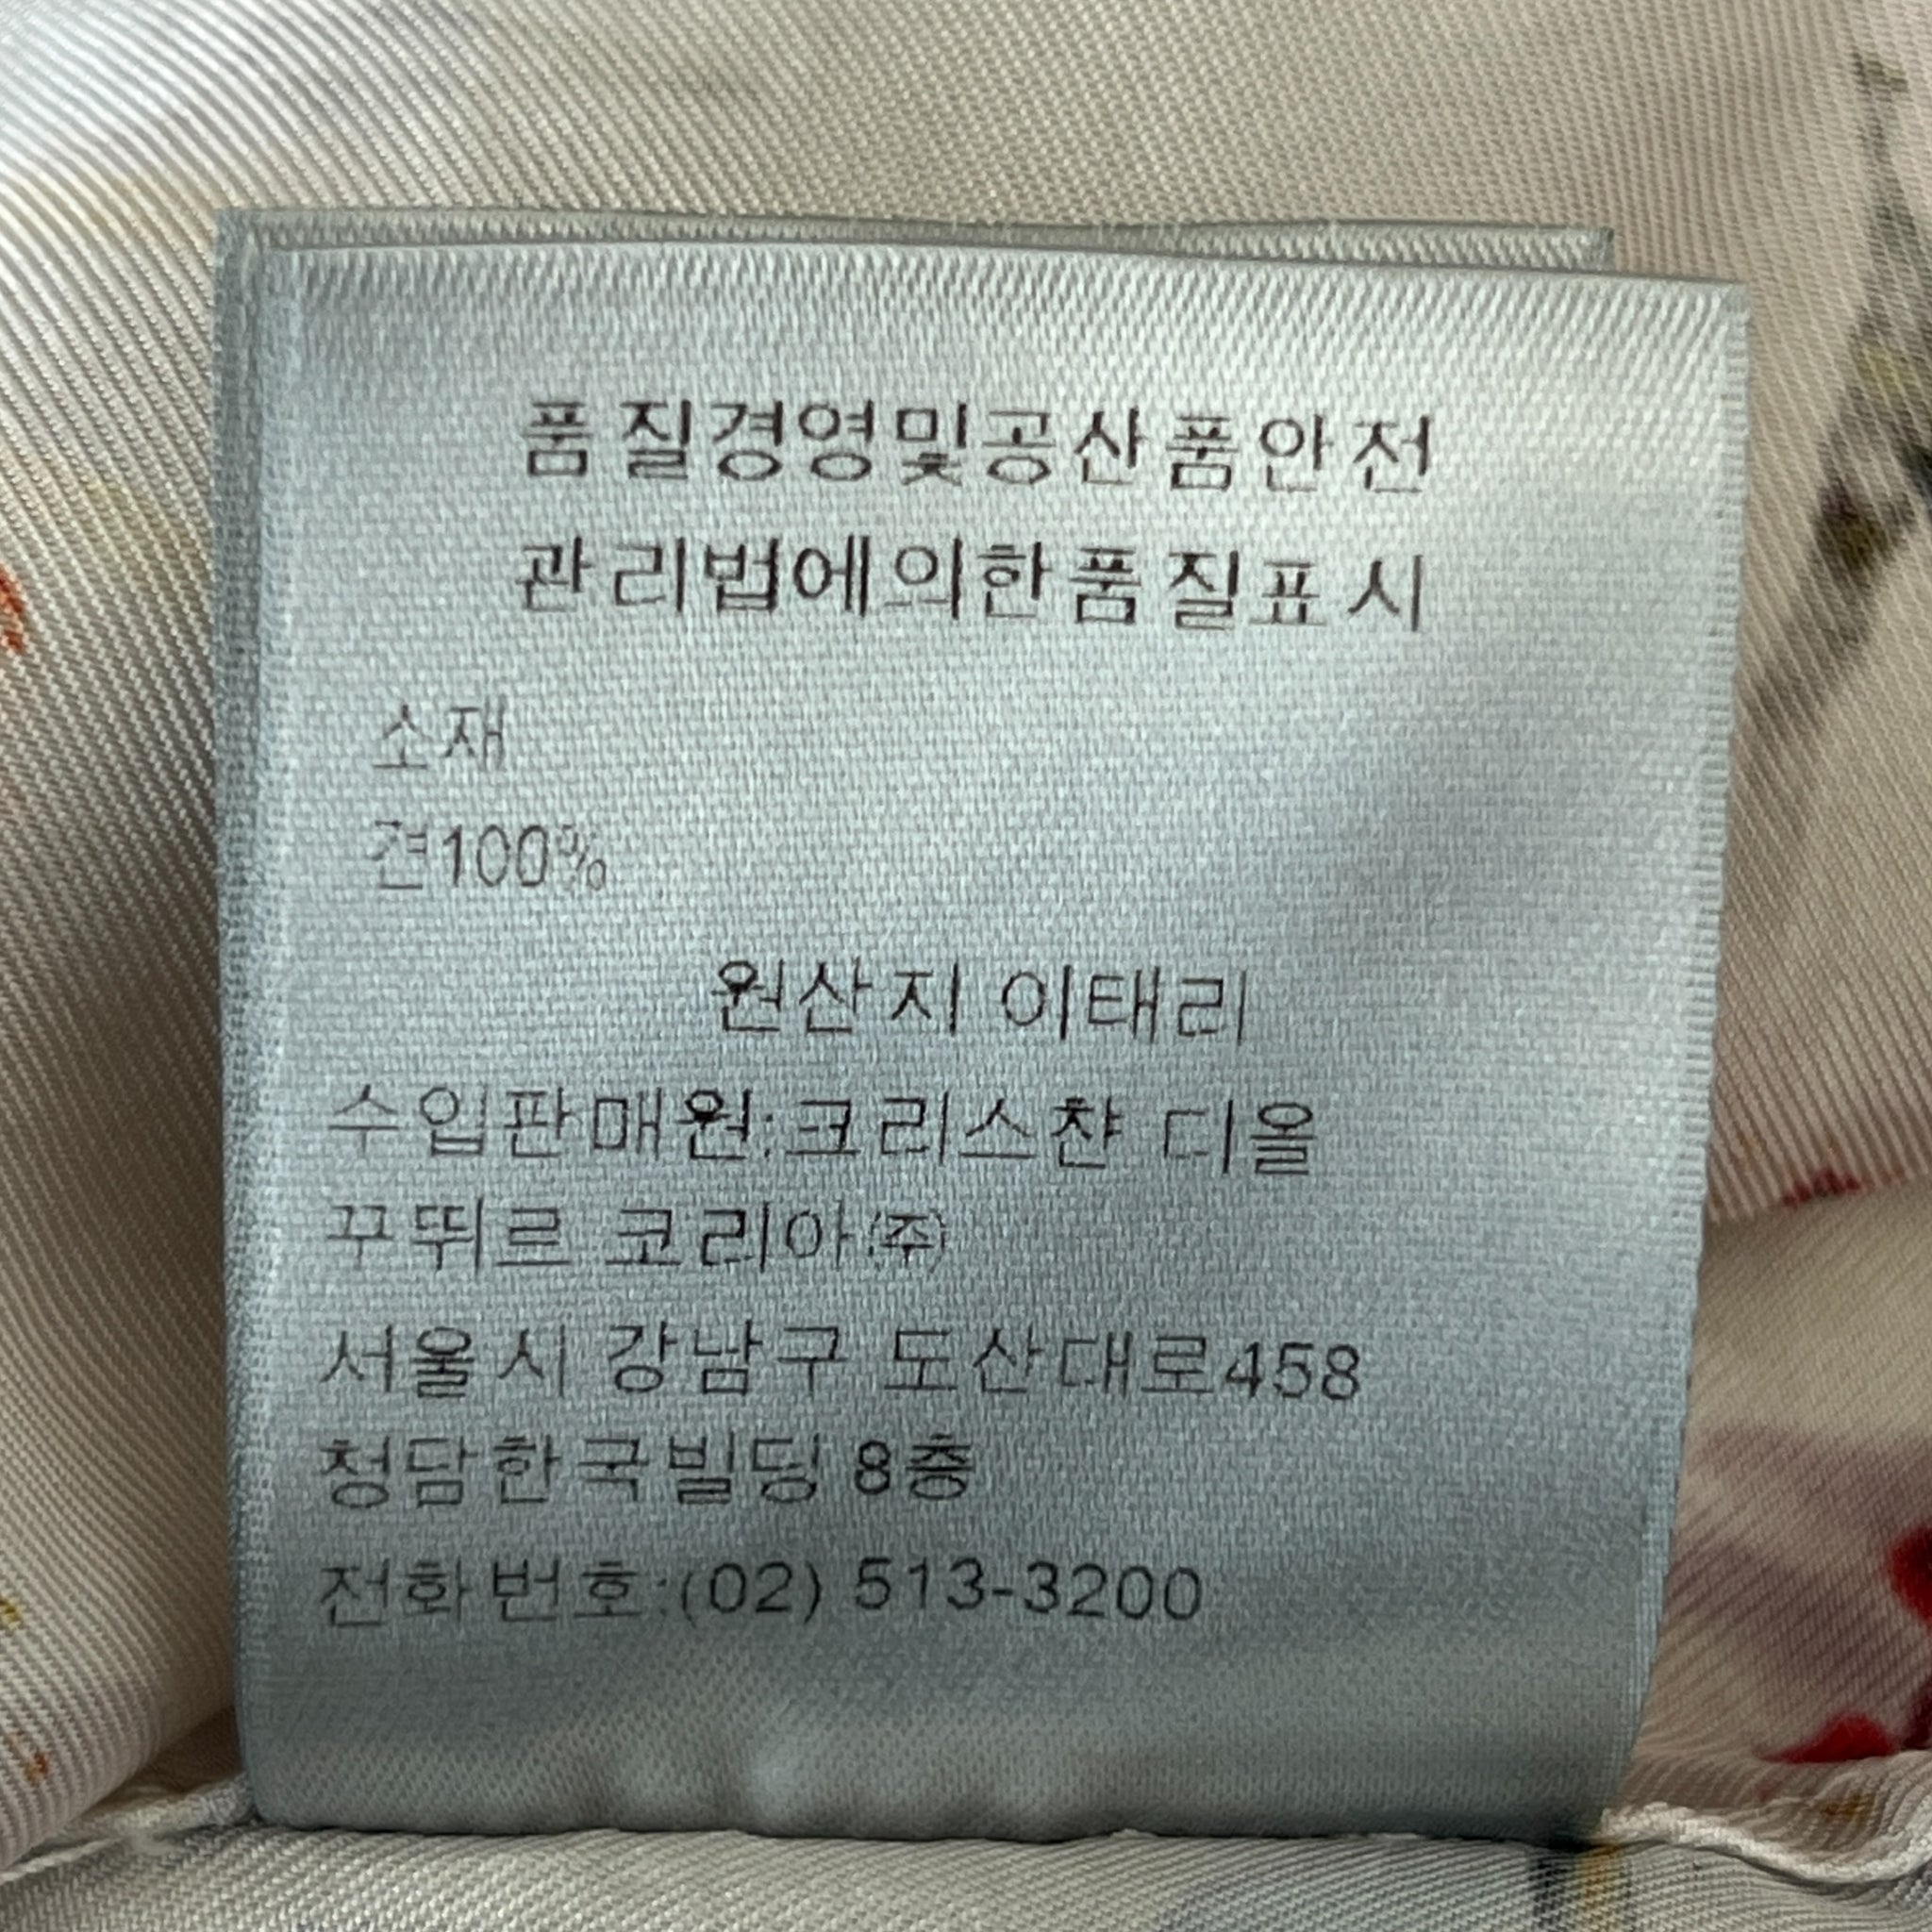 품질경영및공산품안전
관리법에의한품질표시
소재
견100%
원산지 이태리
수입판매원:크리스챤 디올
꾸뛰르 코리아㈜
서울시 강남구 도산대로458
청담한국빌딩 8층
전화번호:(02) 513-3200